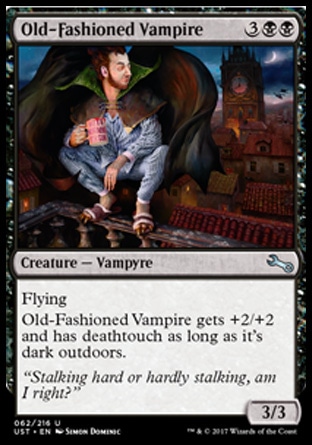 Old-Fashioned Vampire 3
Creature — Vampyre
Flying
Old-Fashioned Vampire gets +2/+2
and has deathtouch as long as it's
dark outdoors.
"Stalking hard or hardly stalking, am
I right?"
3/3
062/216 U
UST • EN Simon Dominic
™ & © 2017 Wizards of the Coast